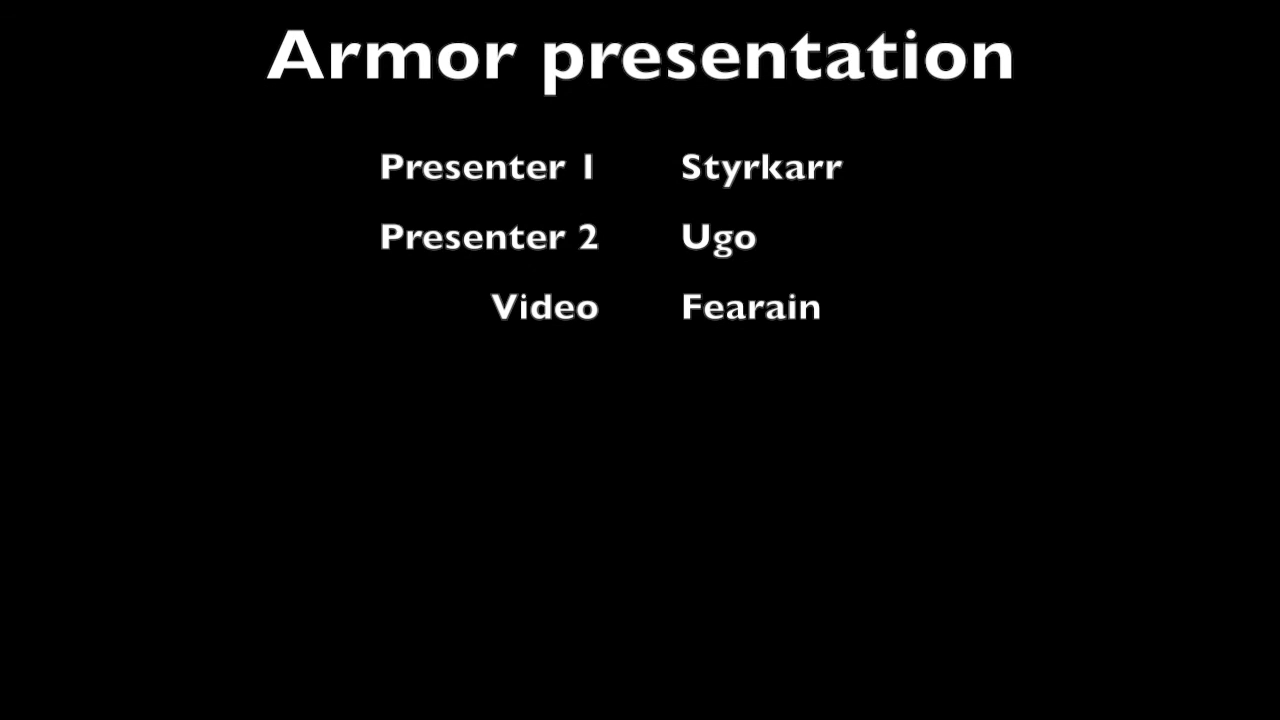 Armor presentation
Presenter 1 Styrkarr
Presenter 2 Ugo
Video Fearain